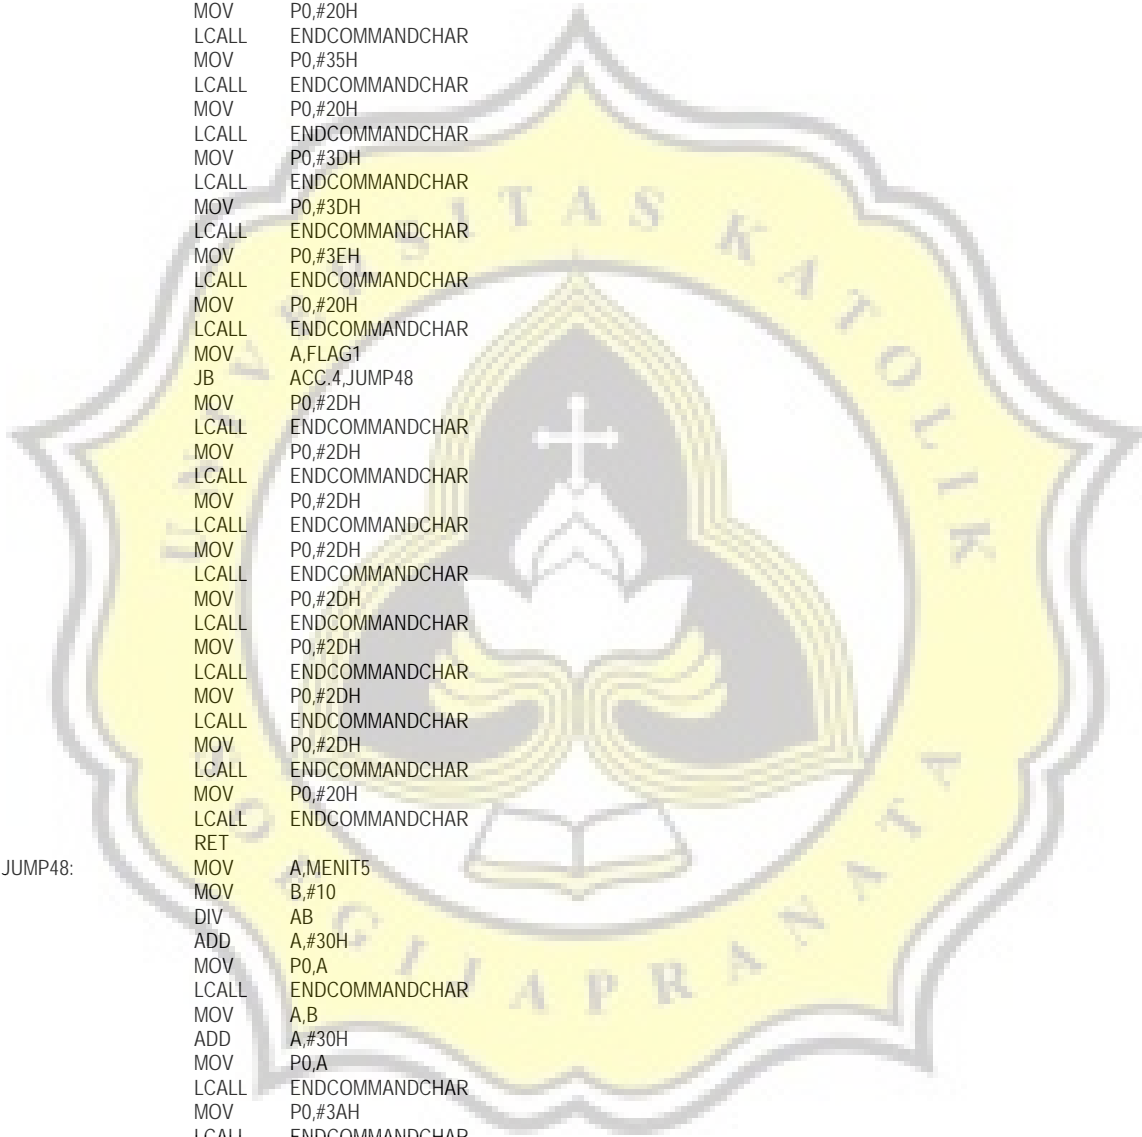 MOV P0,#20H
LCALL ENDCOMMANDCHAR
MOV P0,#35H
LCALL ENDCOMMANDCHAR
MOV P0,#20H
LCALL ENDCOMMANDCHAR
MOV P0,#3DH
LCALL ENDCOMMANDCHAR
MOV P0,#3DH
LCALL ENDCOMMANDCHAR
MOV P0,#3EH
LCALL ENDCOMMANDCHAR
MOV P0,#20H
LCALL ENDCOMMANDCHAR
MOV A,FLAG1
JB ACC.4,JUMP48
MOV P0,#2DH
LCALL ENDCOMMANDCHAR
MOV P0,#2DH
LCALL ENDCOMMANDCHAR
MOV P0,#2DH
LCALL ENDCOMMANDCHAR
MOV P0,#2DH
LCALL ENDCOMMANDCHAR
MOV P0,#2DH
LCALL ENDCOMMANDCHAR
MOV P0,#2DH
LCALL ENDCOMMANDCHAR
MOV P0,#2DH
LCALL ENDCOMMANDCHAR
MOV P0,#2DH
LCALL ENDCOMMANDCHAR
MOV P0,#20H
LCALL ENDCOMMANDCHAR
RET
JUMP48: MOV A,MENIT5
MOV B,#10
DIV AB
ADD A,#30H
MOV P0,A
LCALL ENDCOMMANDCHAR
MOV A,B
ADD A,#30H
MOV P0,A
LCALL ENDCOMMANDCHAR
MOV P0,#3AH
LCALL ENDCOMMANDCHAR
UNIVERSITAS KATOLIK
SOEGIJAPRANATA